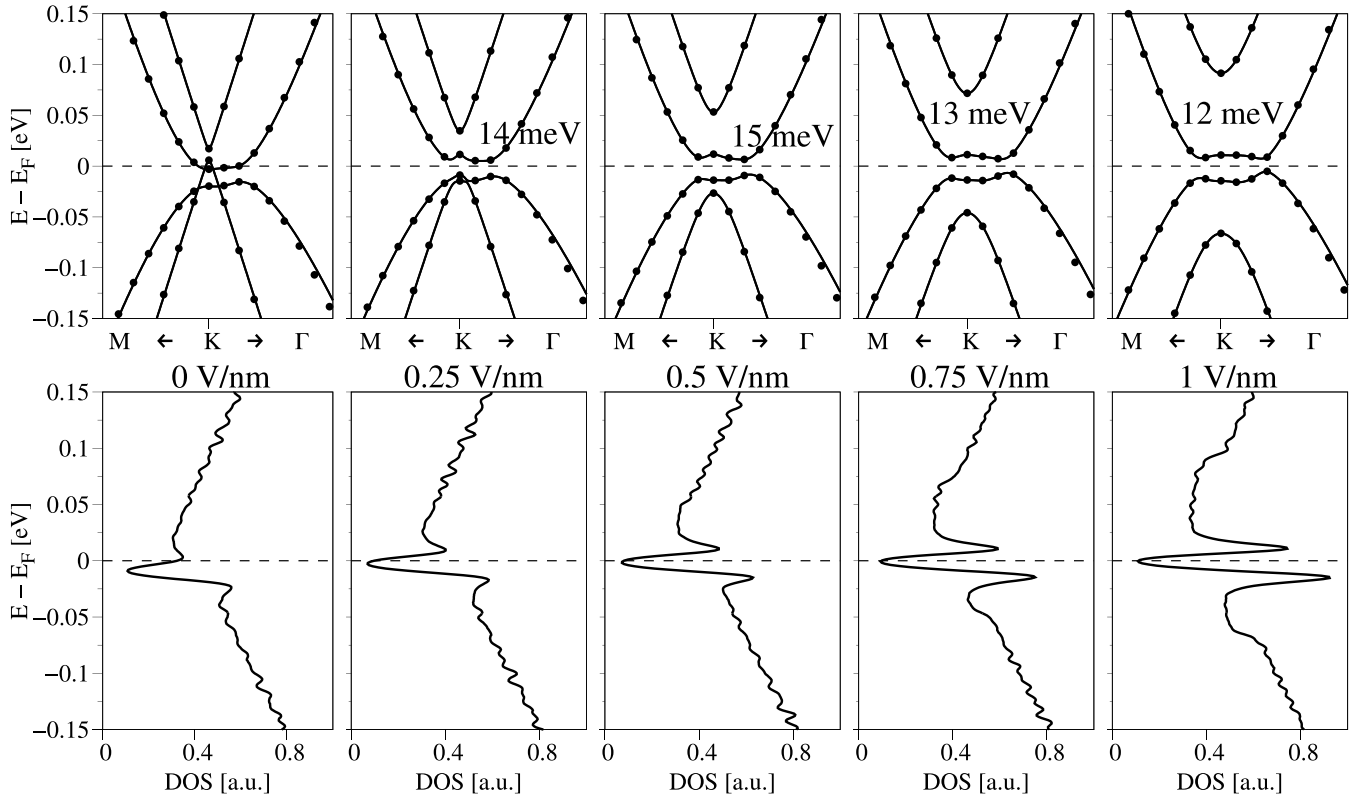 0.15
0.1
0.05
0
−0.05
−0.1
−0.15
E − E_F [eV]
14 meV
15 meV
13 meV
12 meV
M ← K → Γ
M ← K → Γ
M ← K → Γ
M ← K → Γ
M ← K → Γ
0 V/nm
0.25 V/nm
0.5 V/nm
0.75 V/nm
1 V/nm
0.15
0.1
0.05
0
−0.05
−0.1
−0.15
E − E_F [eV]
0 0.4 0.8
0 0.4 0.8
0 0.4 0.8
0 0.4 0.8
0 0.4 0.8
DOS [a.u.]
DOS [a.u.]
DOS [a.u.]
DOS [a.u.]
DOS [a.u.]